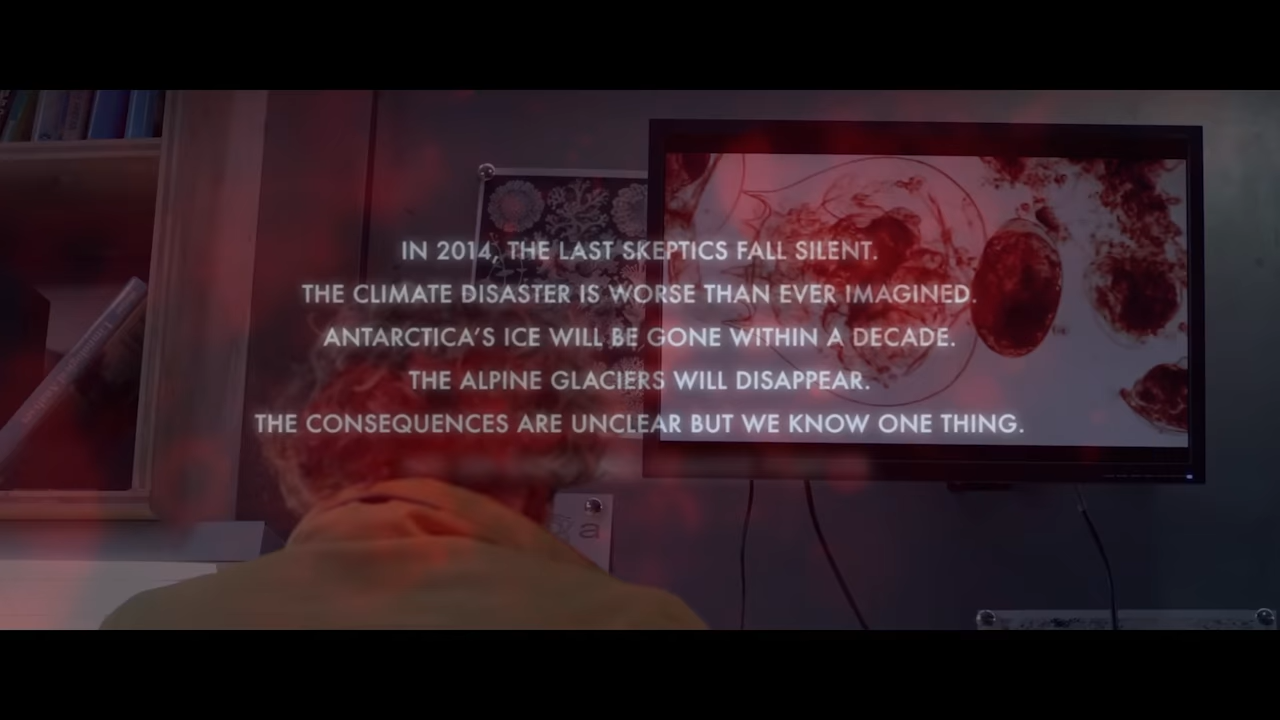 IN 2014, THE LAST SKEPTICS FALL SILENT.
THE CLIMATE DISASTER IS WORSE THAN EVER IMAGINED.
ANTARCTICA’S ICE WILL BE GONE WITHIN A DECADE.
THE ALPINE GLACIERS WILL DISAPPEAR.
THE CONSEQUENCES ARE UNCLEAR BUT WE KNOW ONE THING.
a